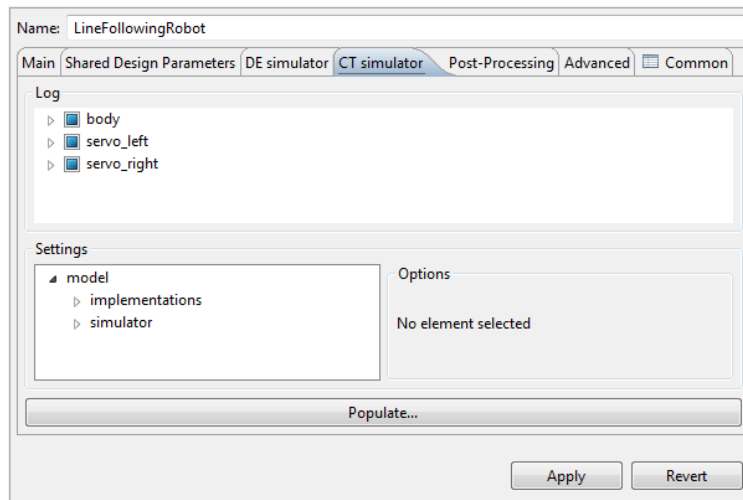 Name: LineFollowingRobot
Main Shared Design Parameters DE simulator CT simulator Post-Processing Advanced Common
Log
body
servo_left
servo_right
Settings
model
implementations
simulator
Options
No element selected
Populate...
Apply Revert